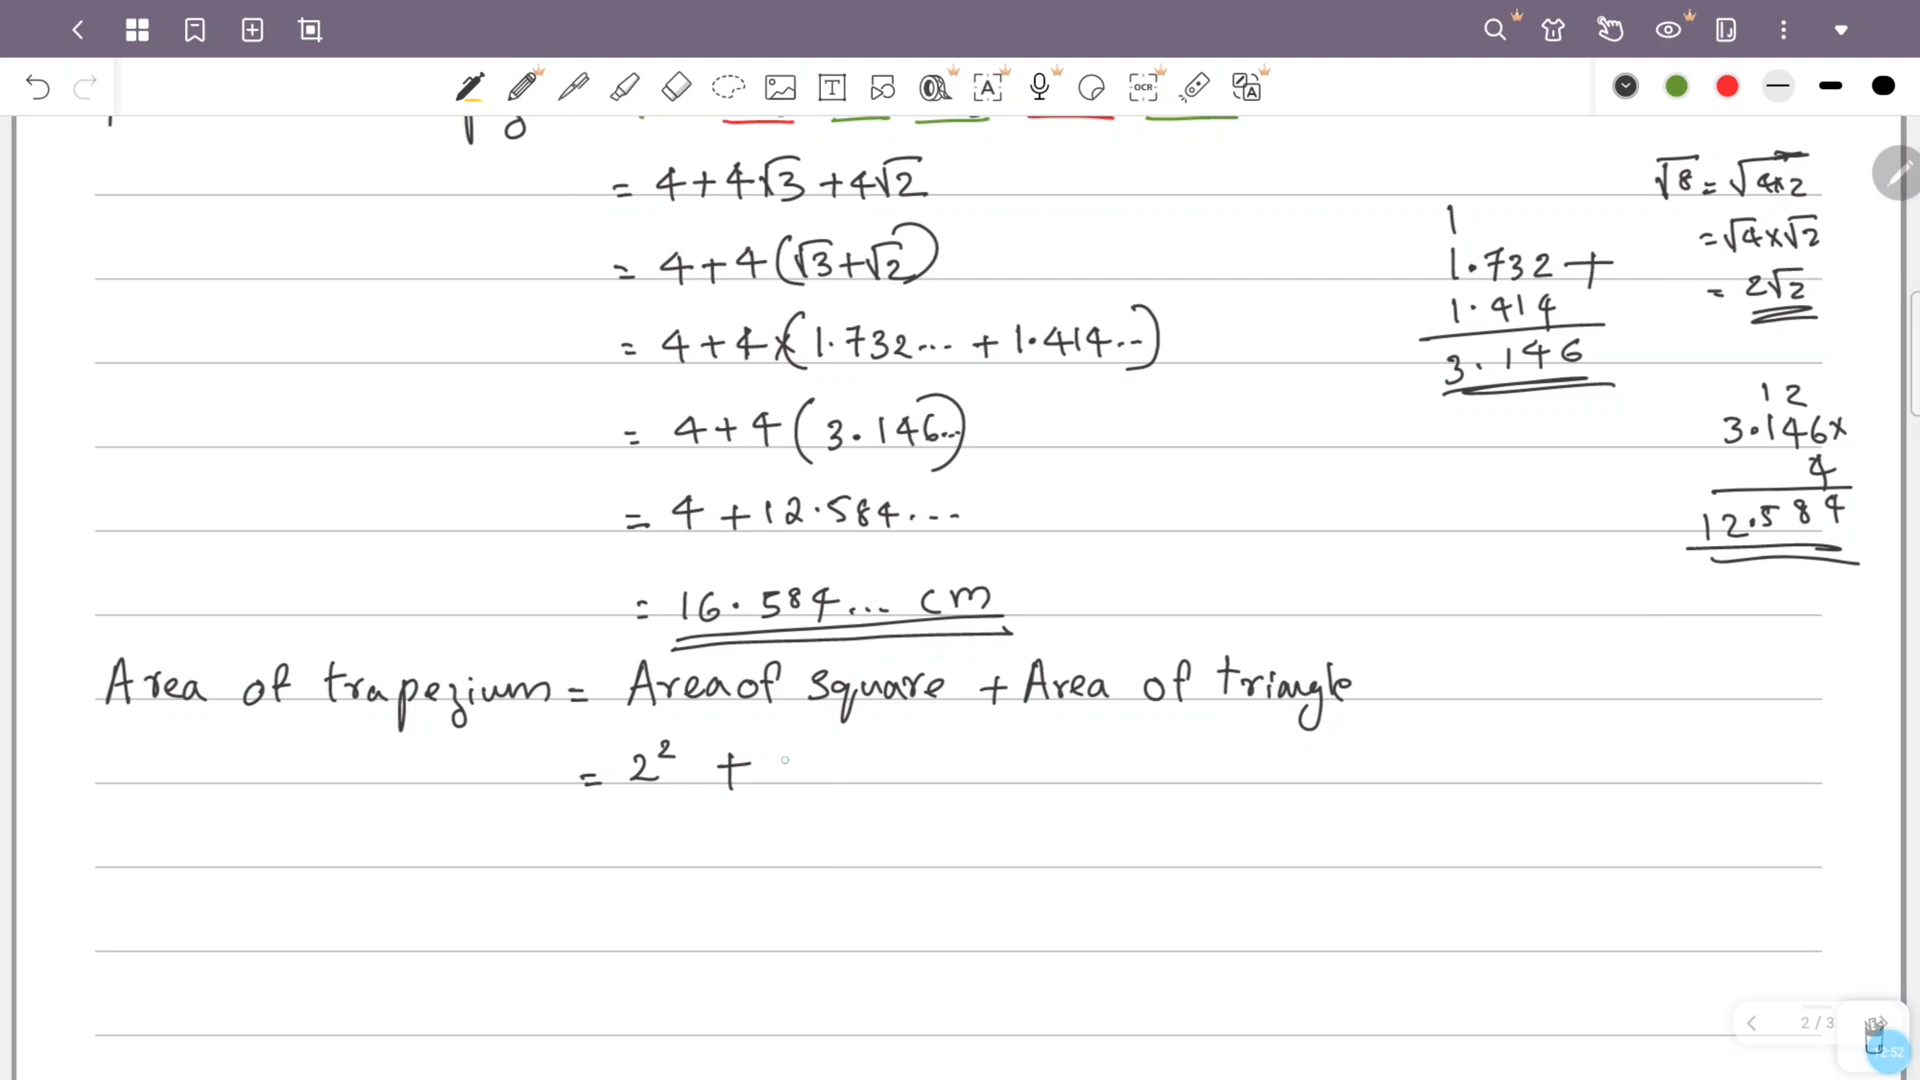 = 4+4√3 +4√2
= 4+4(√3+√2)
= 4+4×(1.732... + 1.414...)
= 4+4(3.146...)
= 4+12.584...
= 16.584... cm
Area of trapezium = Area of square + Area of triangle
= 2² +
1
1.732 +
1.414
3.146
√8 = √4×2
= √4×√2
= 2√2
1 2
3.146×
4
12.584
2 / 3
12:52